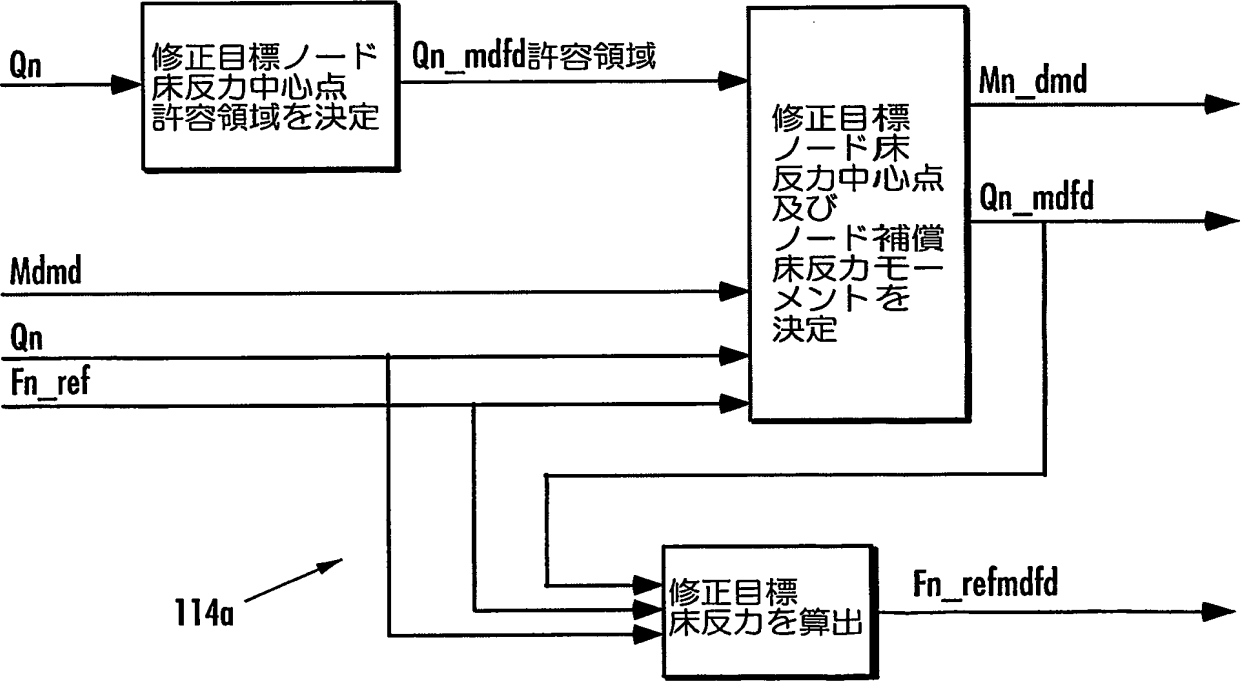 Qn
修正目標ノード
床反力中心点
許容領域を決定
Qn_mdfd許容領域
修正目標
ノード床
反力中心点
及び
ノード補償
床反力モー
メントを
決定
Mn_dmd
Qn_mdfd
Mdmd
Qn
Fn_ref
修正目標
床反力を算出
Fn_refmdfd
114a